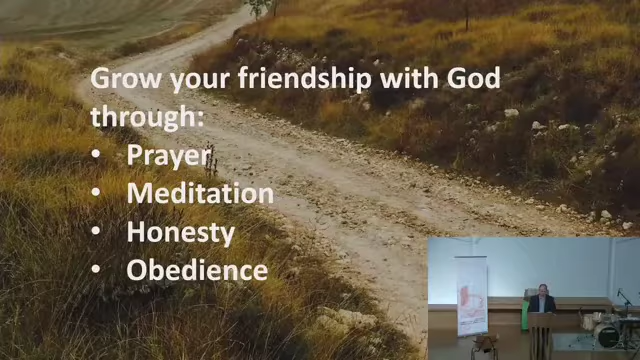 Grow your friendship with God
through:
• Prayer
• Meditation
• Honesty
• Obedience